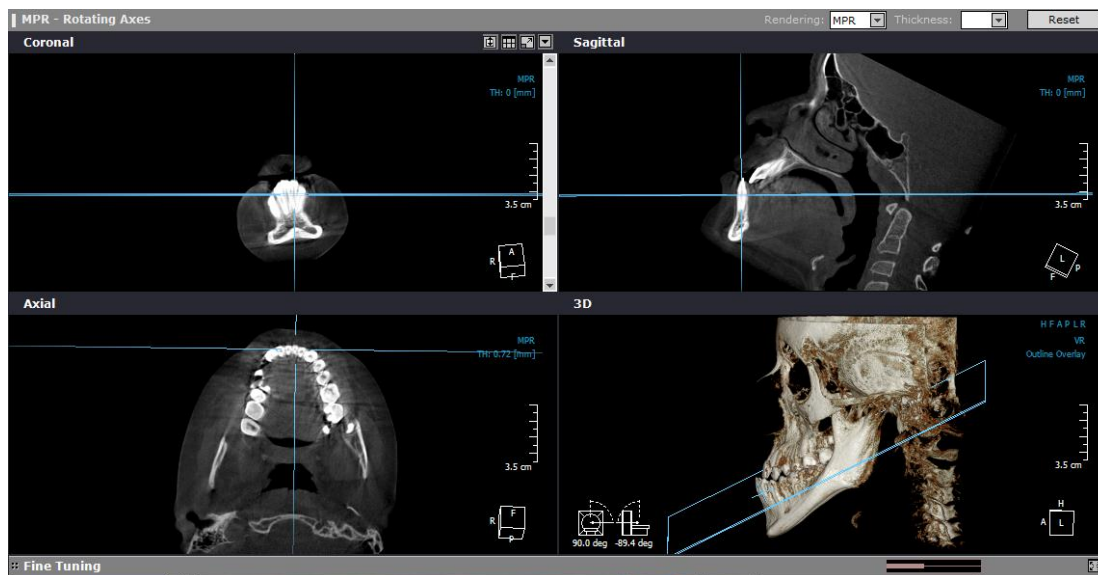 MPR - Rotating Axes
Rendering: MPR Thickness: Reset
Coronal
MPR
TH: 0 [mm]
3.5 cm
A
R
F
Sagittal
MPR
TH: 0 [mm]
3.5 cm
L
F P
Axial
MPR
TH: 0.72 [mm]
3.5 cm
F
R
P
3D
H F A P L R
VR
Outline Overlay
3.5 cm
H
A L
90.0 deg -89.4 deg
Fine Tuning